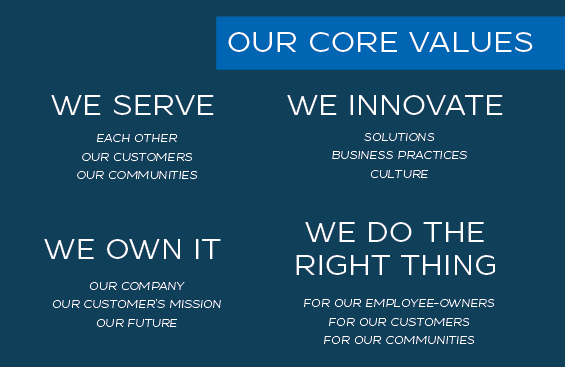 OUR CORE VALUES
WE SERVE
EACH OTHER
OUR CUSTOMERS
OUR COMMUNITIES
WE INNOVATE
SOLUTIONS
BUSINESS PRACTICES
CULTURE
WE OWN IT
OUR COMPANY
OUR CUSTOMER'S MISSION
OUR FUTURE
WE DO THE
RIGHT THING
FOR OUR EMPLOYEE-OWNERS
FOR OUR CUSTOMERS
FOR OUR COMMUNITIES